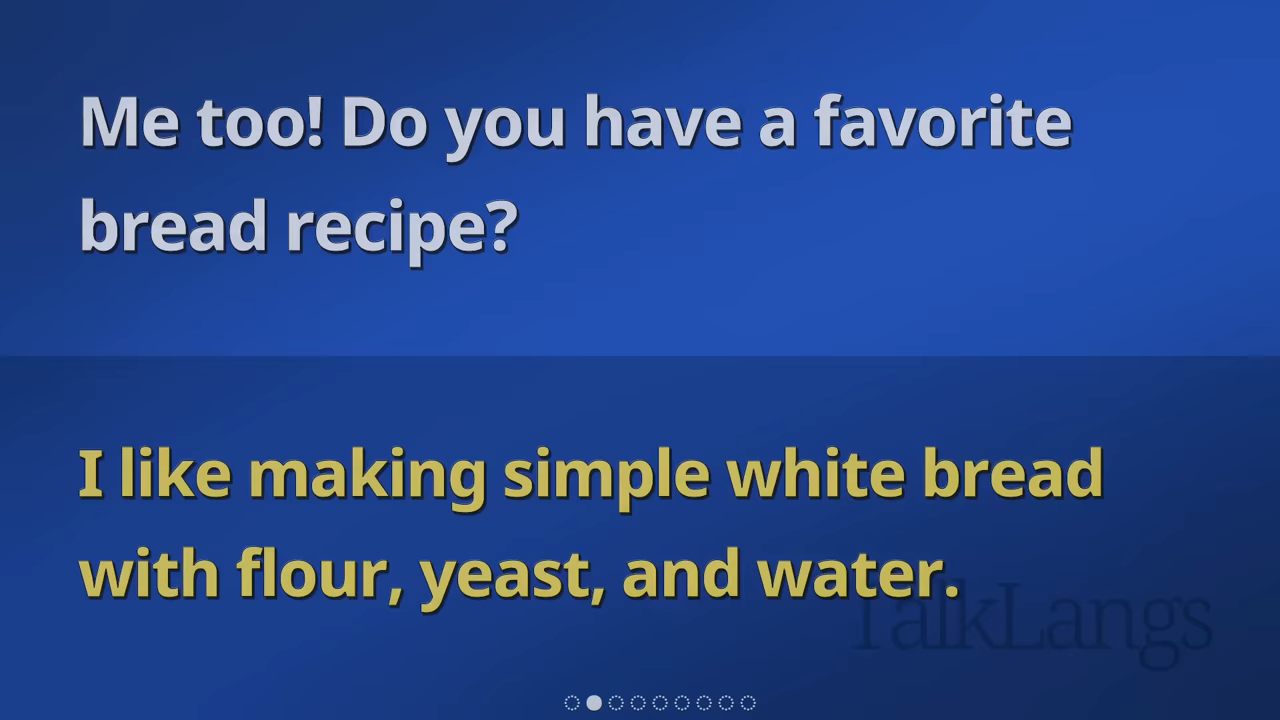 Me too! Do you have a favorite
bread recipe?
I like making simple white bread
with flour, yeast, and water.
TalkLangs